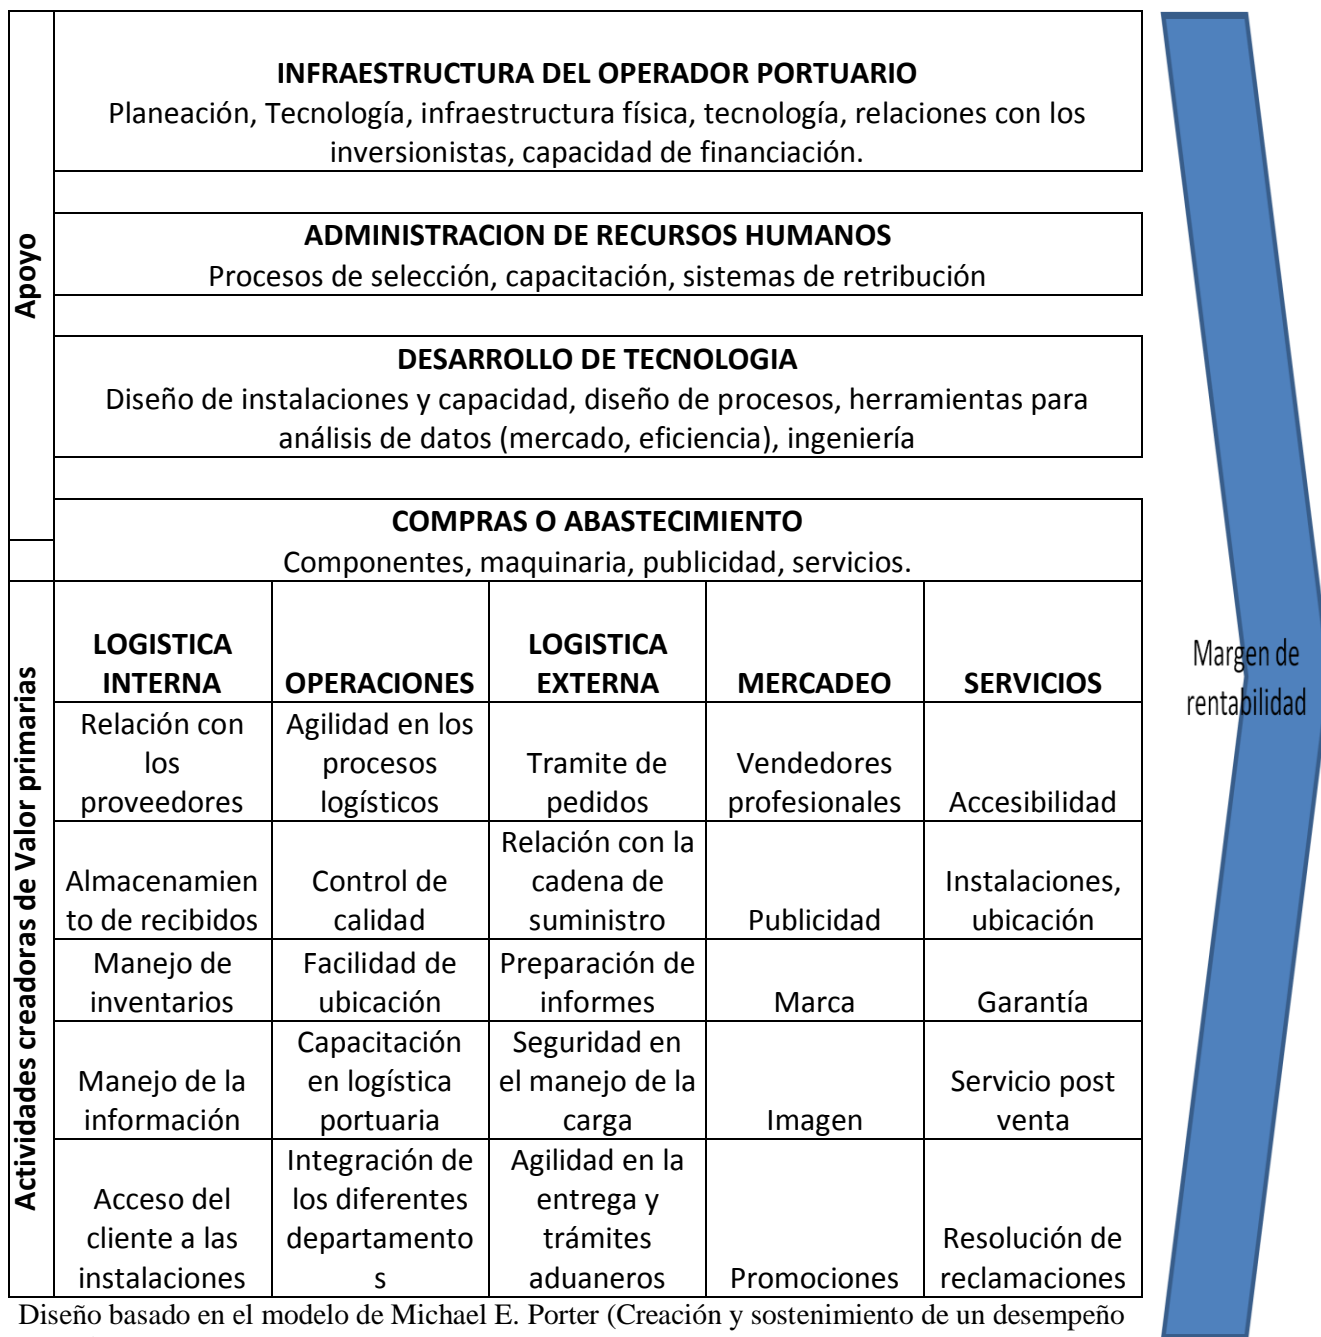 Apoyo
INFRAESTRUCTURA DEL OPERADOR PORTUARIO
Planeación, Tecnología, infraestructura física, tecnología, relaciones con los
inversionistas, capacidad de financiación.
ADMINISTRACION DE RECURSOS HUMANOS
Procesos de selección, capacitación, sistemas de retribución
DESARROLLO DE TECNOLOGIA
Diseño de instalaciones y capacidad, diseño de procesos, herramientas para
análisis de datos (mercado, eficiencia), ingeniería
COMPRAS O ABASTECIMIENTO
Componentes, maquinaria, publicidad, servicios.
Actividades creadoras de Valor primarias
LOGISTICA
INTERNA
OPERACIONES
LOGISTICA
EXTERNA
MERCADEO
SERVICIOS
Relación con
los
proveedores
Agilidad en los
procesos
logísticos
Tramite de
pedidos
Vendedores
profesionales
Accesibilidad
Almacenamien
to de recibidos
Control de
calidad
Relación con la
cadena de
suministro
Publicidad
Instalaciones,
ubicación
Manejo de
inventarios
Facilidad de
ubicación
Preparación de
informes
Marca
Garantía
Manejo de la
información
Capacitación
en logística
portuaria
Seguridad en
el manejo de la
carga
Imagen
Servicio post
venta
Acceso del
cliente a las
instalaciones
Integración de
los diferentes
departamento
s
Agilidad en la
entrega y
trámites
aduaneros
Promociones
Resolución de
reclamaciones
Margen de
rentabilidad
Diseño basado en el modelo de Michael E. Porter (Creación y sostenimiento de un desempeño